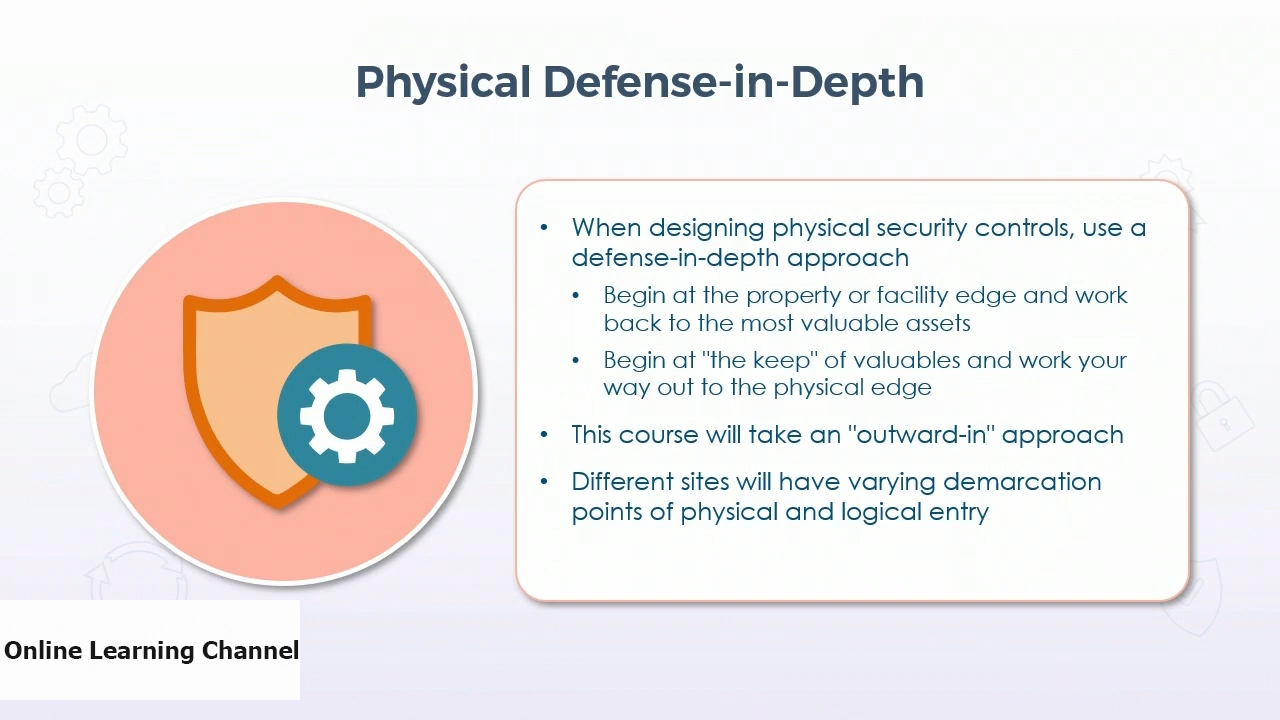 Physical Defense-in-Depth
• When designing physical security controls, use a
defense-in-depth approach
• Begin at the property or facility edge and work
back to the most valuable assets
• Begin at "the keep" of valuables and work your
way out to the physical edge
• This course will take an "outward-in" approach
• Different sites will have varying demarcation
points of physical and logical entry
Online Learning Channel